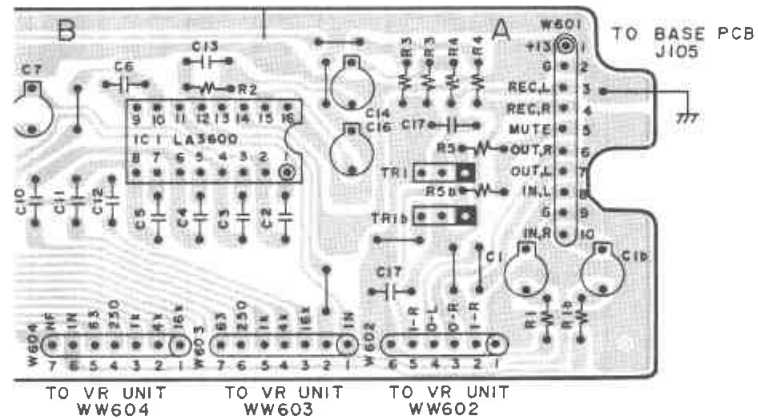 B
A
W601
TO BASE PCB
J105
+13
1
G
2
REC,L
3
REC,R
4
MUTE
5
OUT,R
6
OUT,L
7
IN,L
8
G
9
IN,R
10
C13
R3
R3
R4
R4
C7
C6
R2
C14
C16
C17
9 10 11 12 13 14 15 16
IC1 LA3600
8 7 6 5 4 3 2 1
R5
TR1
R5b
TR1b
C10
C11
C12
C5
C4
C3
C2
C17
C1
C1b
R1
R1b
W604
NF
IN
63
250
1k
4k
16k
7 6 5 4 3 2 1
W603
63
250
1k
4k
16k
IN
7 6 5 4 3 2 1
W602
I-R
O-L
O-R
I-R
6 5 4 3 2 1
TO VR UNIT
WW604
TO VR UNIT
WW603
TO VR UNIT
WW602